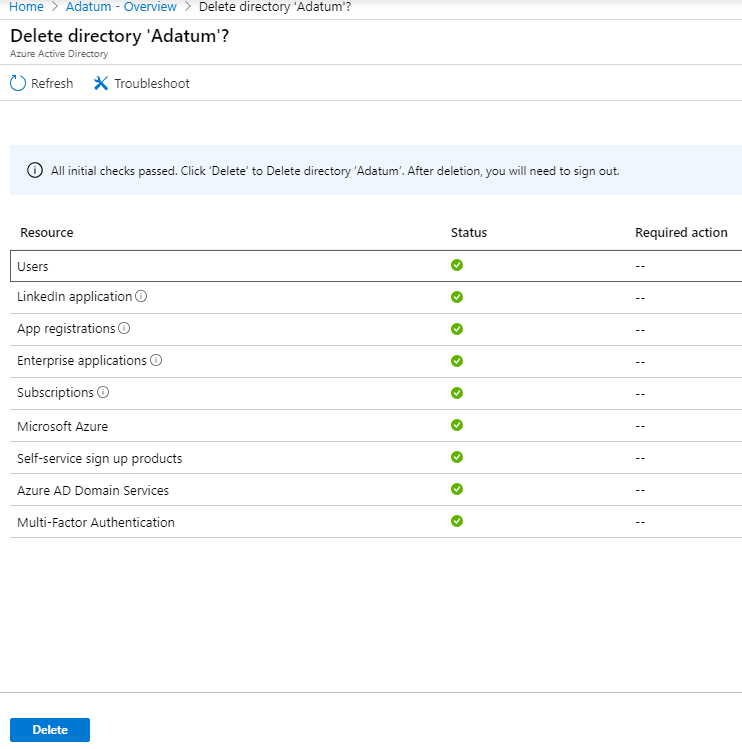 Home > Adatum - Overview > Delete directory 'Adatum'?
Delete directory 'Adatum'?
Azure Active Directory
Refresh Troubleshoot
All initial checks passed. Click 'Delete' to Delete directory 'Adatum'. After deletion, you will need to sign out.
Resource Status Required action
Users --
LinkedIn application --
App registrations --
Enterprise applications --
Subscriptions --
Microsoft Azure --
Self-service sign up products --
Azure AD Domain Services --
Multi-Factor Authentication --
Delete